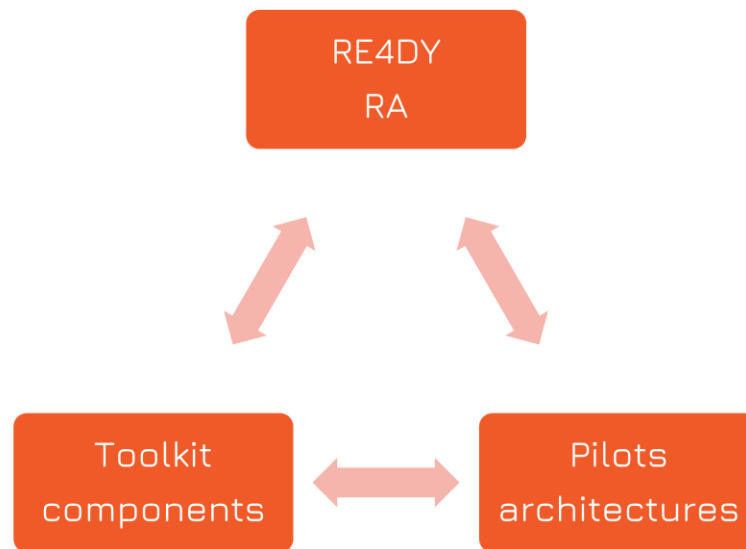 RE4DY
RA
Toolkit
components
Pilots
architectures